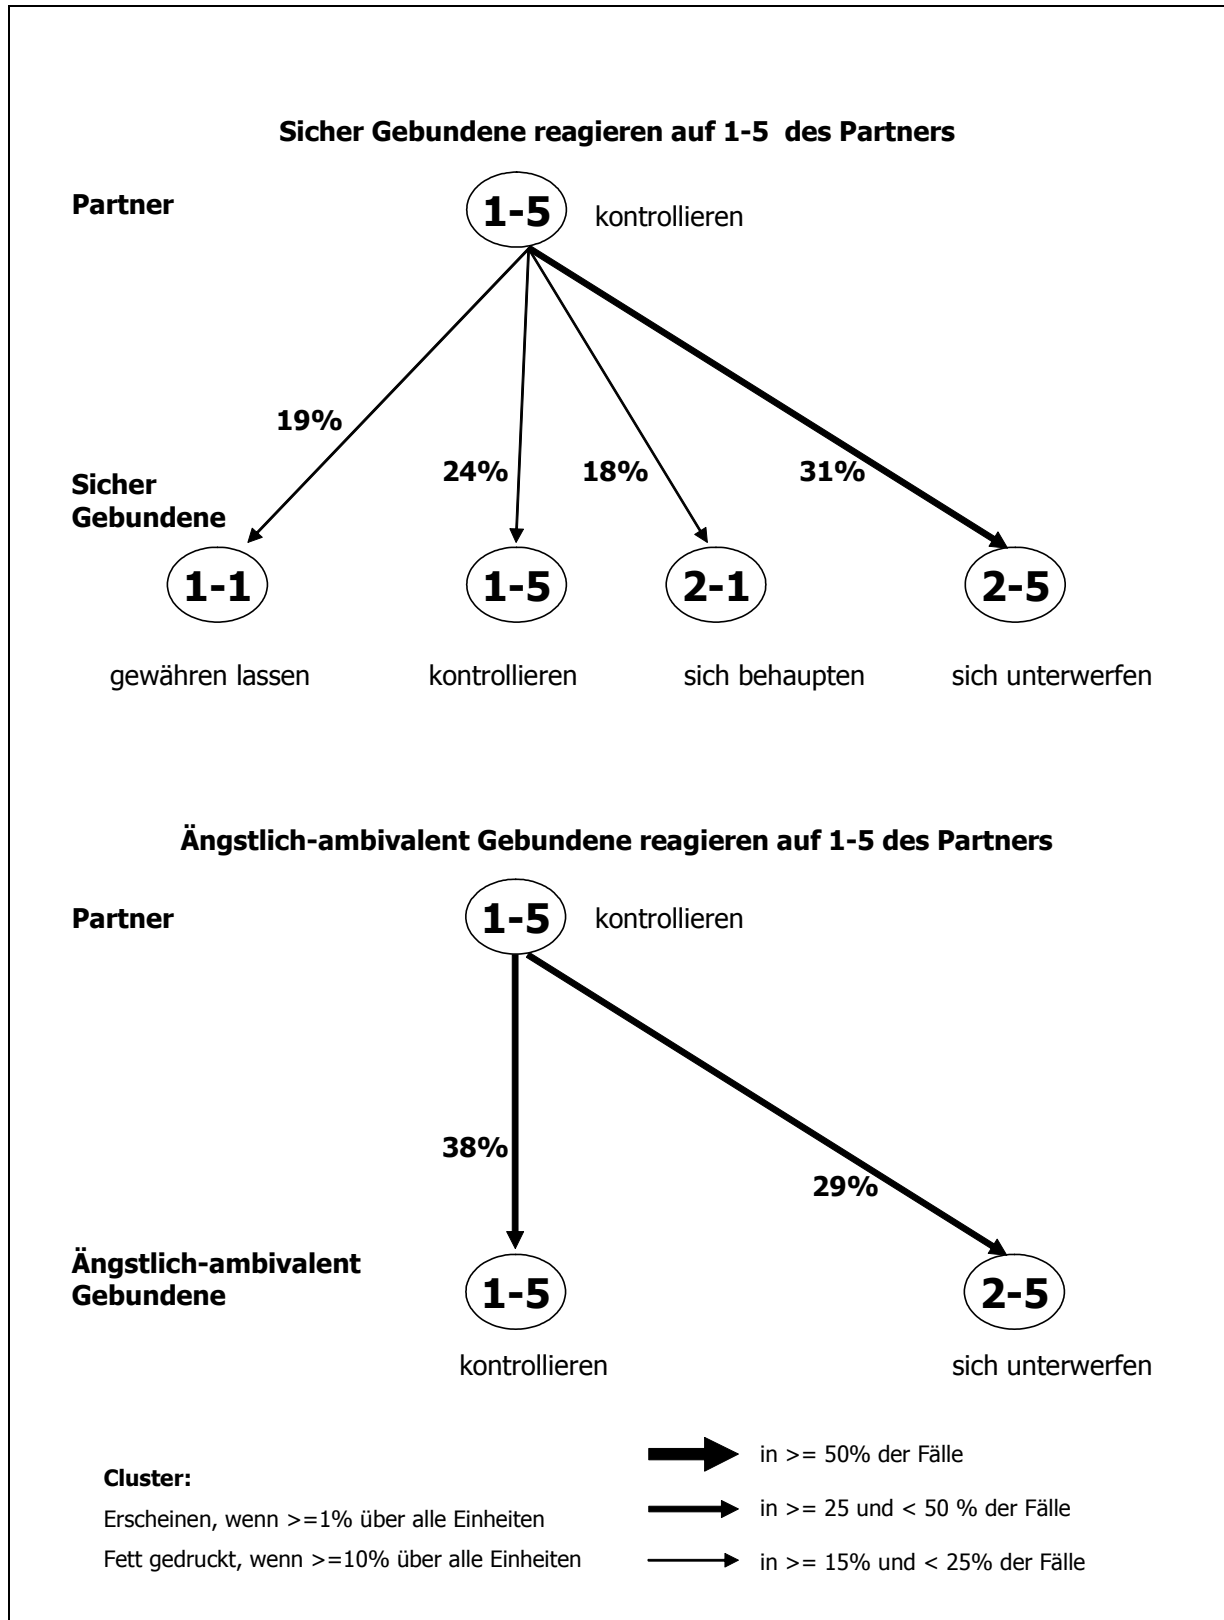 Sicher Gebundene reagieren auf 1-5 des Partners
Partner
1-5
kontrollieren
19%
24%
18%
31%
Sicher
Gebundene
1-1
1-5
2-1
2-5
gewähren lassen
kontrollieren
sich behaupten
sich unterwerfen
Ängstlich-ambivalent Gebundene reagieren auf 1-5 des Partners
Partner
1-5
kontrollieren
38%
29%
Ängstlich-ambivalent
Gebundene
1-5
2-5
kontrollieren
sich unterwerfen
Cluster:
Erscheinen, wenn >=1% über alle Einheiten
Fett gedruckt, wenn >=10% über alle Einheiten
in >= 50% der Fälle
in >= 25 und < 50 % der Fälle
in >= 15% und < 25% der Fälle